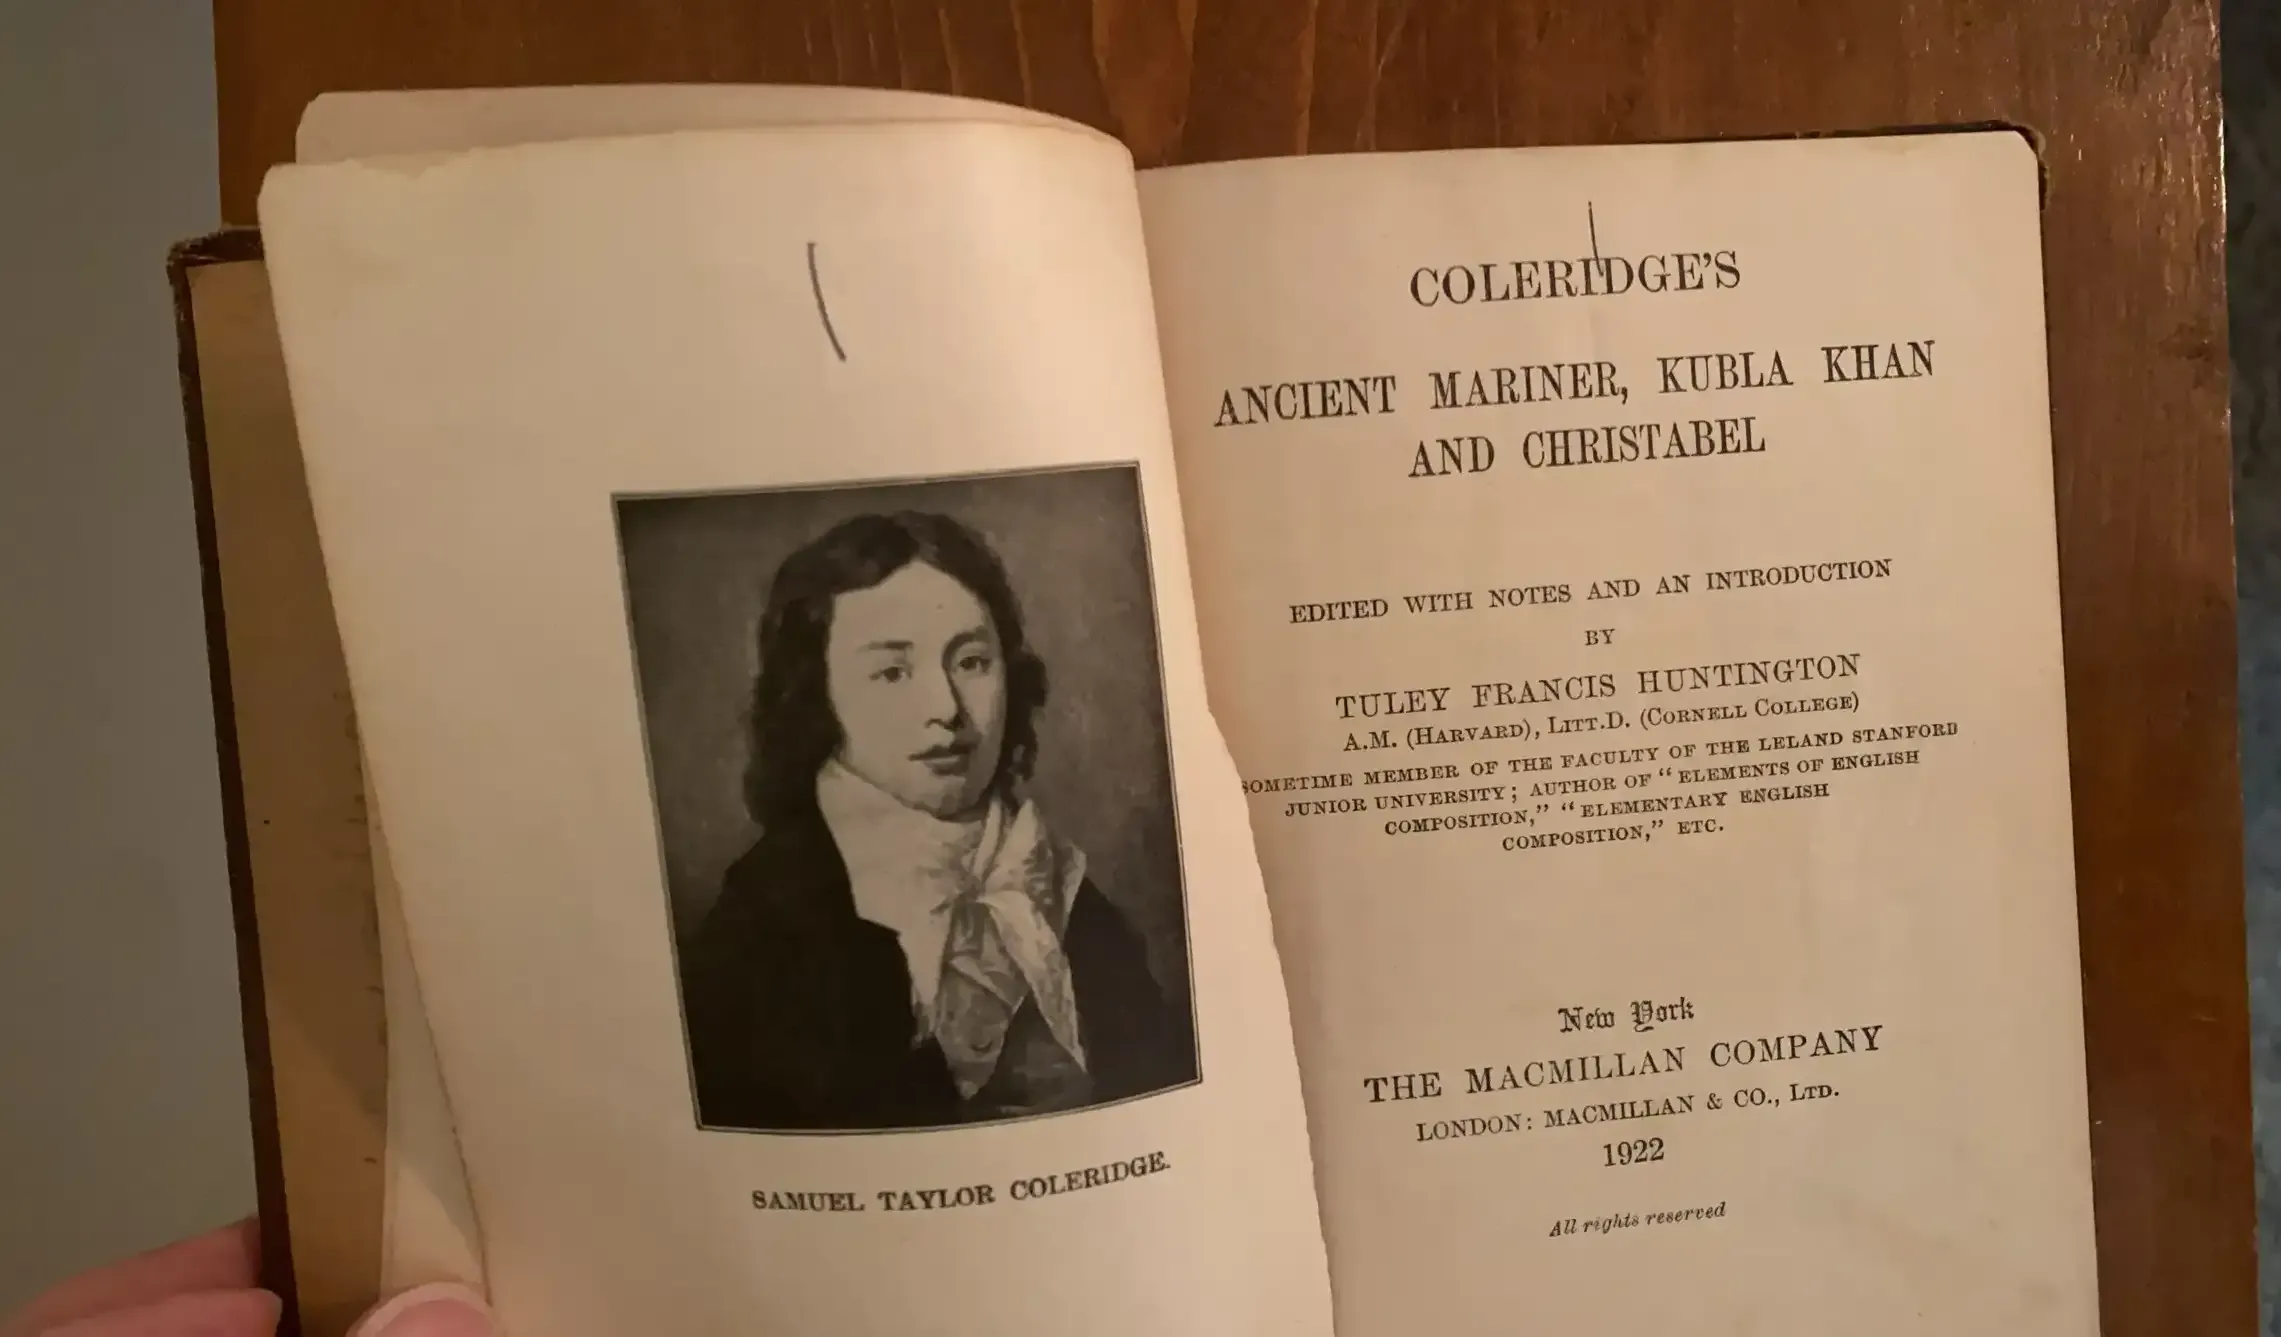 SAMUEL TAYLOR COLERIDGE.
COLERIDGE'S
ANCIENT MARINER, KUBLA KHAN
AND CHRISTABEL
EDITED WITH NOTES AND AN INTRODUCTION
BY
TULEY FRANCIS HUNTINGTON
A.M. (HARVARD), LITT.D. (CORNELL COLLEGE)
SOMETIME MEMBER OF THE FACULTY OF THE LELAND STANFORD
JUNIOR UNIVERSITY; AUTHOR OF "ELEMENTS OF ENGLISH
COMPOSITION," "ELEMENTARY ENGLISH
COMPOSITION," ETC.
New York
THE MACMILLAN COMPANY
LONDON: MACMILLAN & CO., LTD.
1922
All rights reserved